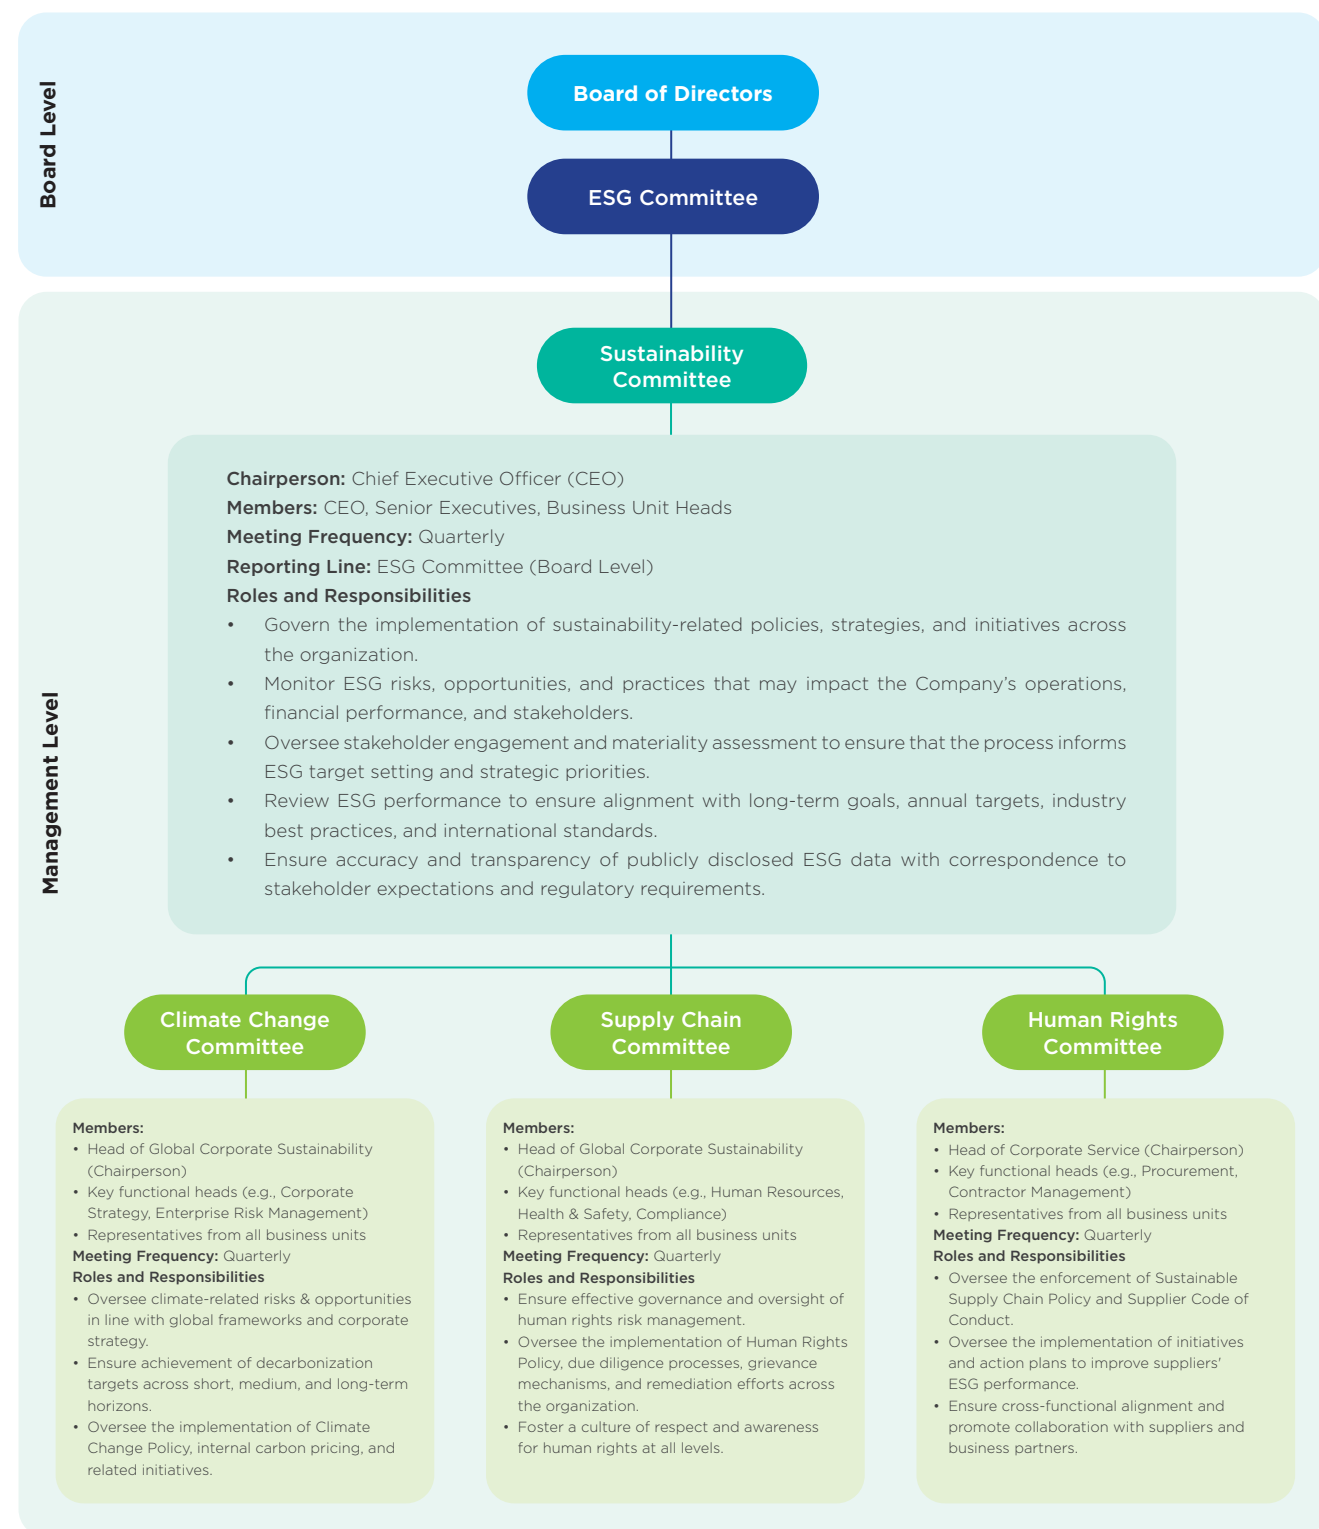 Board Level
Board of Directors
ESG Committee
Management Level
Sustainability
Committee
Chairperson: Chief Executive Officer (CEO)
Members: CEO, Senior Executives, Business Unit Heads
Meeting Frequency: Quarterly
Reporting Line: ESG Committee (Board Level)
Roles and Responsibilities
• Govern the implementation of sustainability-related policies, strategies, and initiatives across
the organization.
• Monitor ESG risks, opportunities, and practices that may impact the Company's operations,
financial performance, and stakeholders.
• Oversee stakeholder engagement and materiality assessment to ensure that the process informs
ESG target setting and strategic priorities.
• Review ESG performance to ensure alignment with long-term goals, annual targets, industry
best practices, and international standards.
• Ensure accuracy and transparency of publicly disclosed ESG data with correspondence to
stakeholder expectations and regulatory requirements.
Climate Change
Committee
Members:
• Head of Global Corporate Sustainability
(Chairperson)
• Key functional heads (e.g., Corporate
Strategy, Enterprise Risk Management)
• Representatives from all business units
Meeting Frequency: Quarterly
Roles and Responsibilities
• Oversee climate-related risks & opportunities
in line with global frameworks and corporate
strategy.
• Ensure achievement of decarbonization
targets across short, medium, and long-term
horizons.
• Oversee the implementation of Climate
Change Policy, internal carbon pricing, and
related initiatives.
Supply Chain
Committee
Members:
• Head of Global Corporate Sustainability
(Chairperson)
• Key functional heads (e.g., Human Resources,
Health & Safety, Compliance)
• Representatives from all business units
Meeting Frequency: Quarterly
Roles and Responsibilities
• Ensure effective governance and oversight of
human rights risk management.
• Oversee the implementation of Human Rights
Policy, due diligence processes, grievance
mechanisms, and remediation efforts across
the organization.
• Foster a culture of respect and awareness
for human rights at all levels.
Human Rights
Committee
Members:
• Head of Corporate Service (Chairperson)
• Key functional heads (e.g., Procurement,
Contractor Management)
• Representatives from all business units
Meeting Frequency: Quarterly
Roles and Responsibilities
• Oversee the enforcement of Sustainable
Supply Chain Policy and Supplier Code of
Conduct.
• Oversee the implementation of initiatives
and action plans to improve suppliers'
ESG performance.
• Ensure cross-functional alignment and
promote collaboration with suppliers and
business partners.